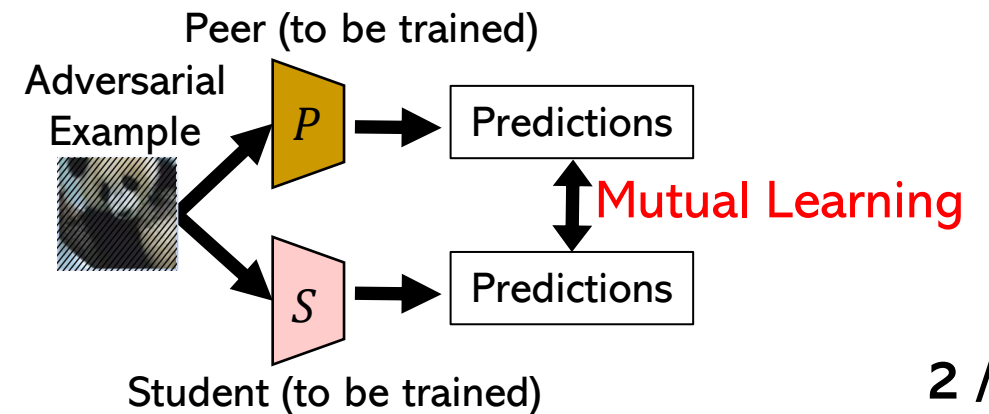 Peer (to be trained)
Adversarial
Example
P
Predictions
Mutual Learning
S
Predictions
Student (to be trained)
2 /